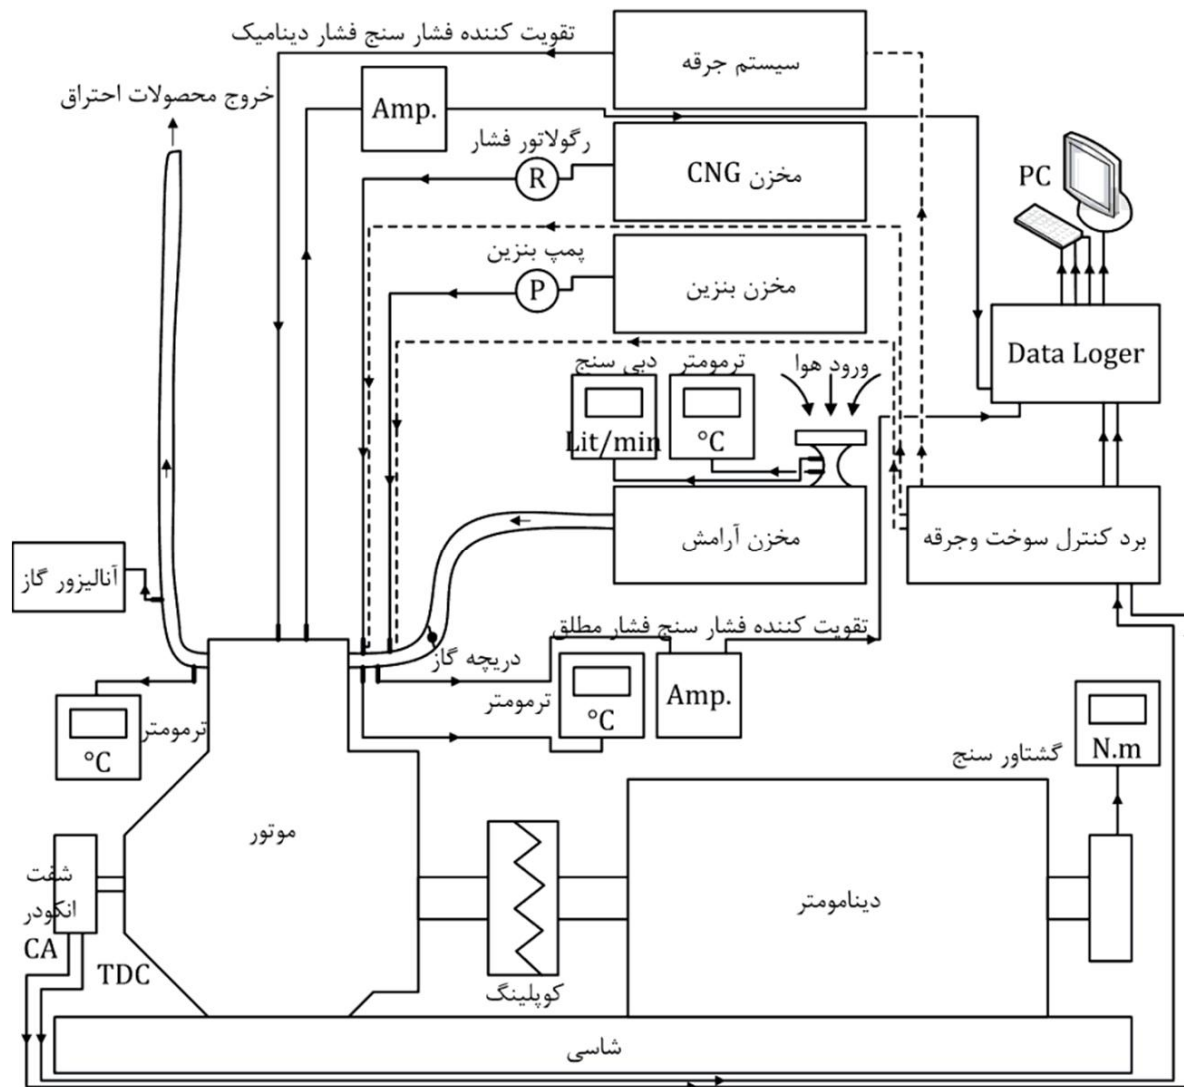 تقویت کننده فشار سنج فشار دینامیک
سیستم جرقه
خروج محصولات احتراق
Amp.
رگولاتور فشار
R
مخزن CNG
PC
پمپ بنزین
P
مخزن بنزین
Data Loger
دبی سنج
ترمومتر
ورود هوا
Lit/min
°C
مخزن آرامش
برد کنترل سوخت وجرقه
آنالیزور گاز
تقویت کننده فشار سنج فشار مطلق
دریچه گاز
ترمومتر
°C
Amp.
ترمومتر
°C
گشتاور سنج
N.m
موتور
شفت
انکودر
دینامومتر
CA
TDC
کوپلینگ
شاسی